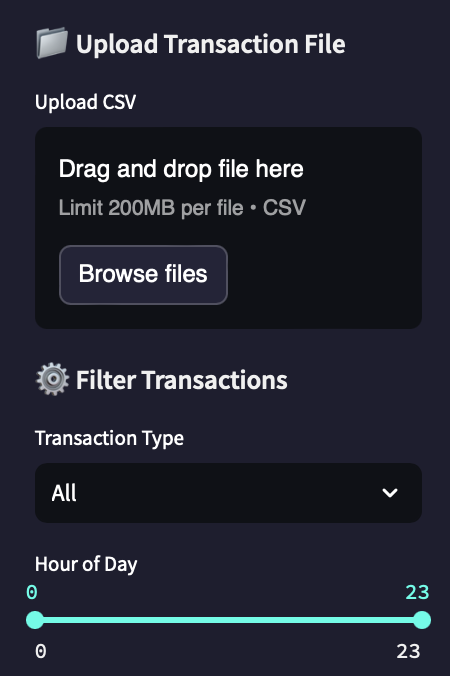 Upload Transaction File
Upload CSV
Drag and drop file here
Limit 200MB per file • CSV
Browse files
Filter Transactions
Transaction Type
All
Hour of Day
0 23
0 23